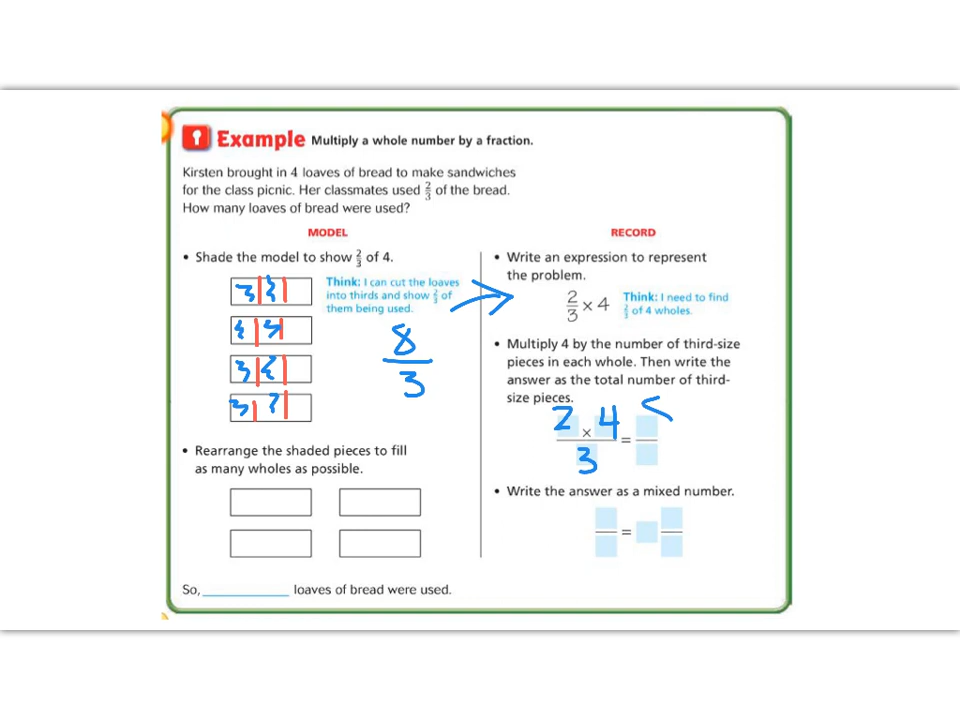 Example Multiply a whole number by a fraction.
Kirsten brought in 4 loaves of bread to make sandwiches
for the class picnic. Her classmates used 2/3 of the bread.
How many loaves of bread were used?
MODEL
• Shade the model to show 2/3 of 4.
Think: I can cut the loaves
into thirds and show 2/3 of
them being used.
8/3
• Rearrange the shaded pieces to fill
as many wholes as possible.
So, ____________ loaves of bread were used.
RECORD
• Write an expression to represent
the problem.
2/3 × 4
Think: I need to find
2/3 of 4 wholes.
• Multiply 4 by the number of third-size
pieces in each whole. Then write the
answer as the total number of third-
size pieces.
2 × 4
=
3
• Write the answer as a mixed number.
=